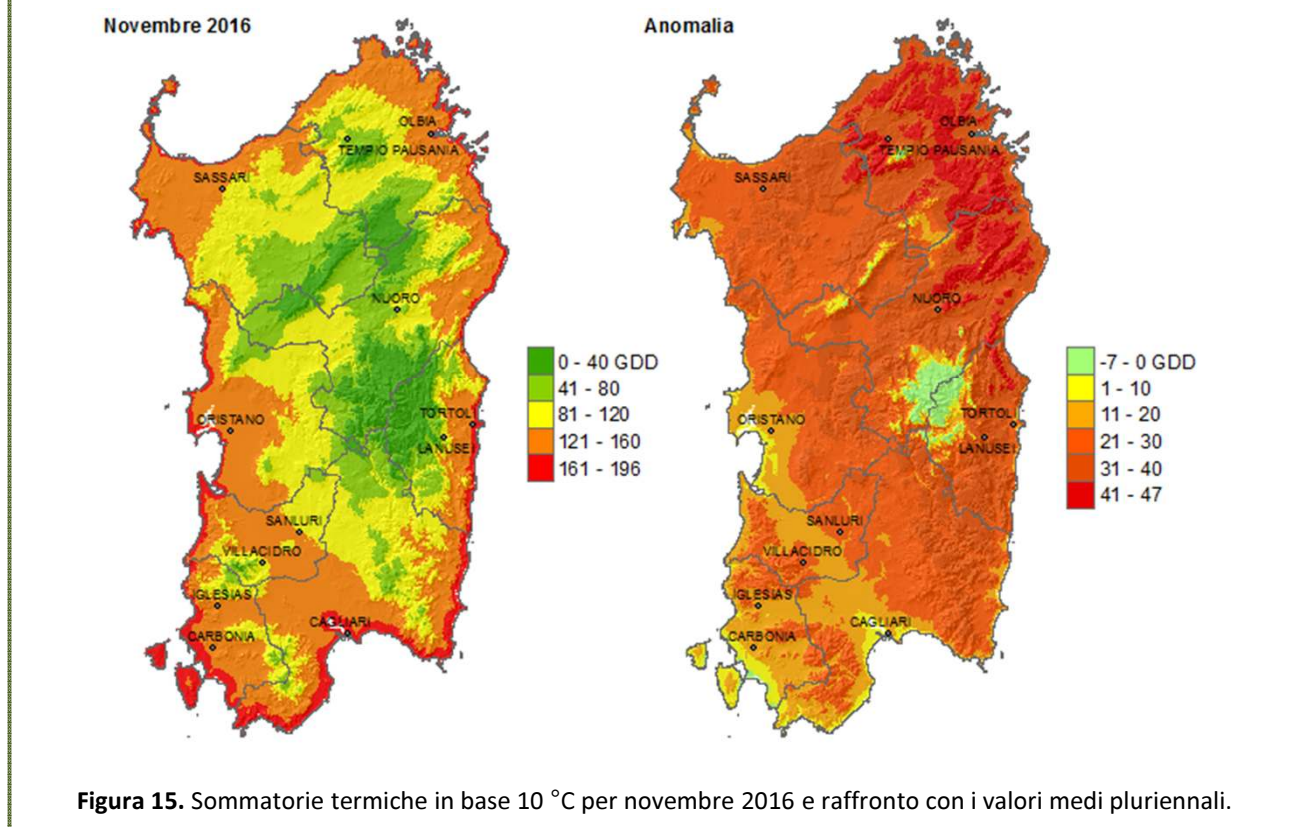 Novembre 2016
OLBIA
TEMPIO PAUSANIA
SASSARI
NUORO
ORISTANO
TORTOLI
LANUSEI
SANLURI
VILLACIDRO
IGLESIAS
CAGLIARI
CARBONIA
0 - 40 GDD
41 - 80
81 - 120
121 - 160
161 - 196
Anomalia
OLBIA
TEMPIO PAUSANIA
SASSARI
NUORO
ORISTANO
TORTOLI
LANUSEI
SANLURI
VILLACIDRO
IGLESIAS
CAGLIARI
CARBONIA
-7 - 0 GDD
1 - 10
11 - 20
21 - 30
31 - 40
41 - 47
Figura 15. Sommatorie termiche in base 10 °C per novembre 2016 e raffronto con i valori medi pluriennali.